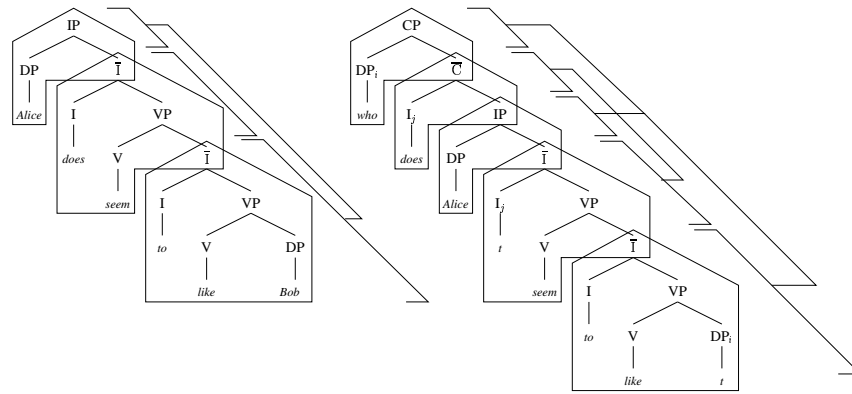 IP
DP Ī
Alice I VP
does V Ī
seem I VP
to V DP
like Bob
CP
DPi C̅
who Ij IP
does DP Ī
Alice Ij VP
t V Ī
seem I VP
to V DPi
like t